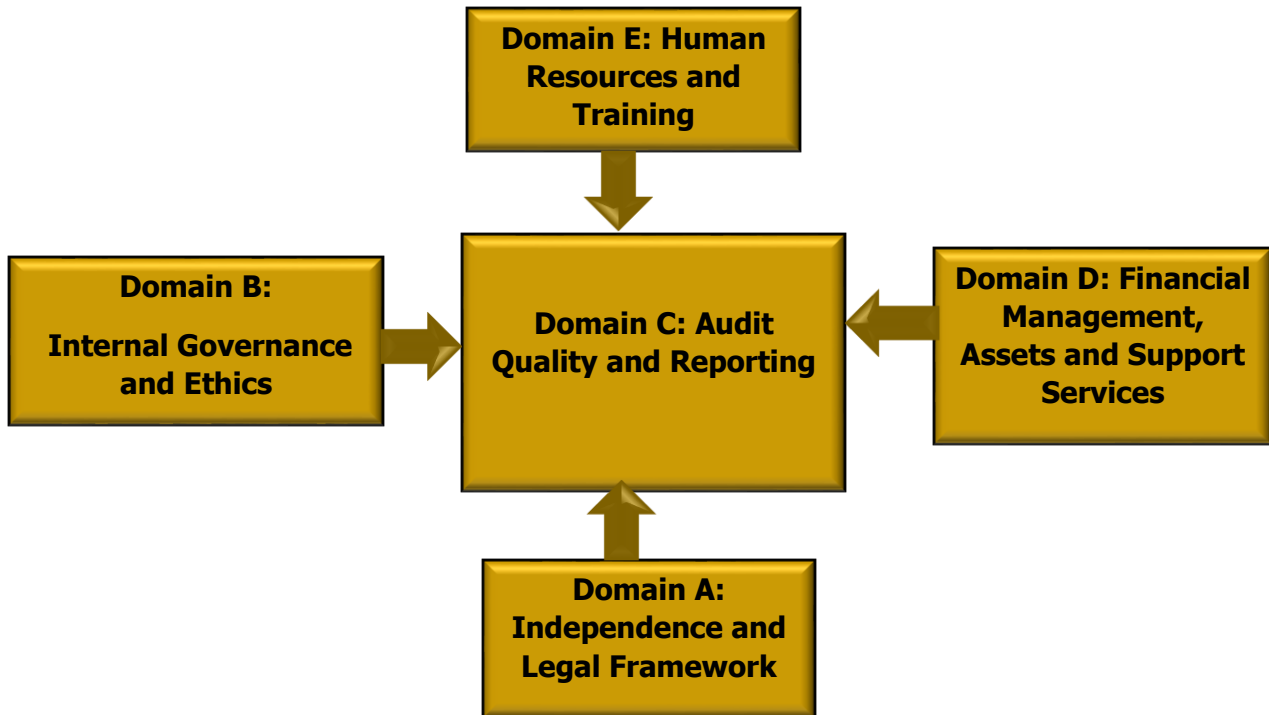 Domain E: Human
Resources and
Training
Domain B:
Internal Governance
and Ethics
Domain C: Audit
Quality and Reporting
Domain D: Financial
Management,
Assets and Support
Services
Domain A:
Independence and
Legal Framework